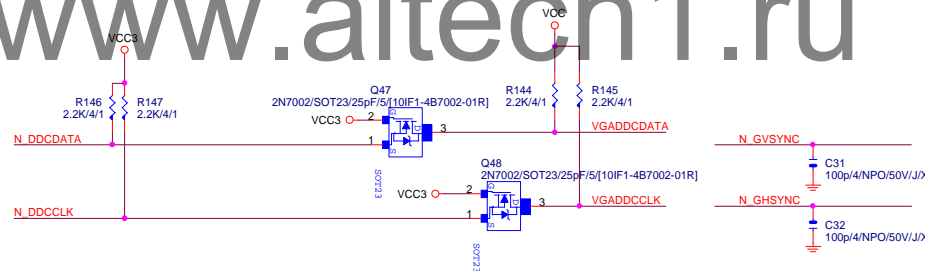 www.altech1.ru
VCC3
VCC
R146
2.2K/4/1
R147
2.2K/4/1
Q47
2N7002/SOT23/25pF/5/[10IF1-4B7002-01R]
R144
2.2K/4/1
R145
2.2K/4/1
VCC3
2
G
D
3
1
S
SOT23
N_DDCDATA
VGADDCDATA
N_GVSYNC
C31
100p/4/NPO/50V/J/X
Q48
2N7002/SOT23/25pF/5/[10IF1-4B7002-01R]
VCC3
2
G
D
3
1
S
SOT23
N_DDCCLK
VGADDCCLK
N_GHSYNC
C32
100p/4/NPO/50V/J/X